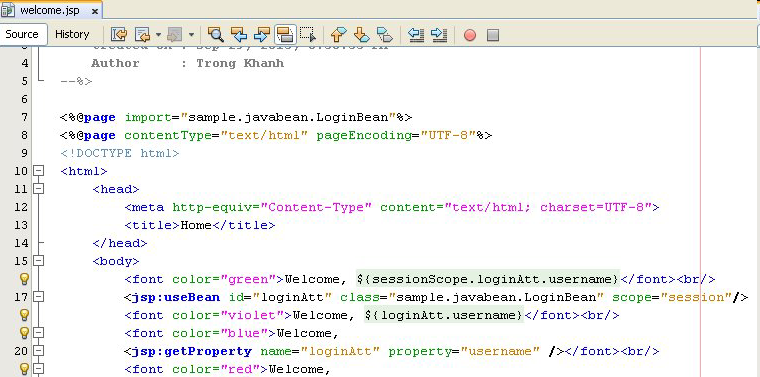 welcome.jsp
Source History
Created on : Sep
4 Author : Trong Khanh
5 --%>
6
7 <%@page import="sample.javabean.LoginBean"%>
8 <%@page contentType="text/html" pageEncoding="UTF-8"%>
9 <!DOCTYPE html>
10 <html>
11 <head>
12 <meta http-equiv="Content-Type" content="text/html; charset=UTF-8">
13 <title>Home</title>
14 </head>
15 <body>
<font color="green">Welcome, ${sessionScope.loginAtt.username}</font><br/>
17 <jsp:useBean id="loginAtt" class="sample.javabean.LoginBean" scope="session"/>
<font color="violet">Welcome, ${loginAtt.username}</font><br/>
<font color="blue">Welcome,
20 <jsp:getProperty name="loginAtt" property="username" /></font><br/>
<font color="red">Welcome,